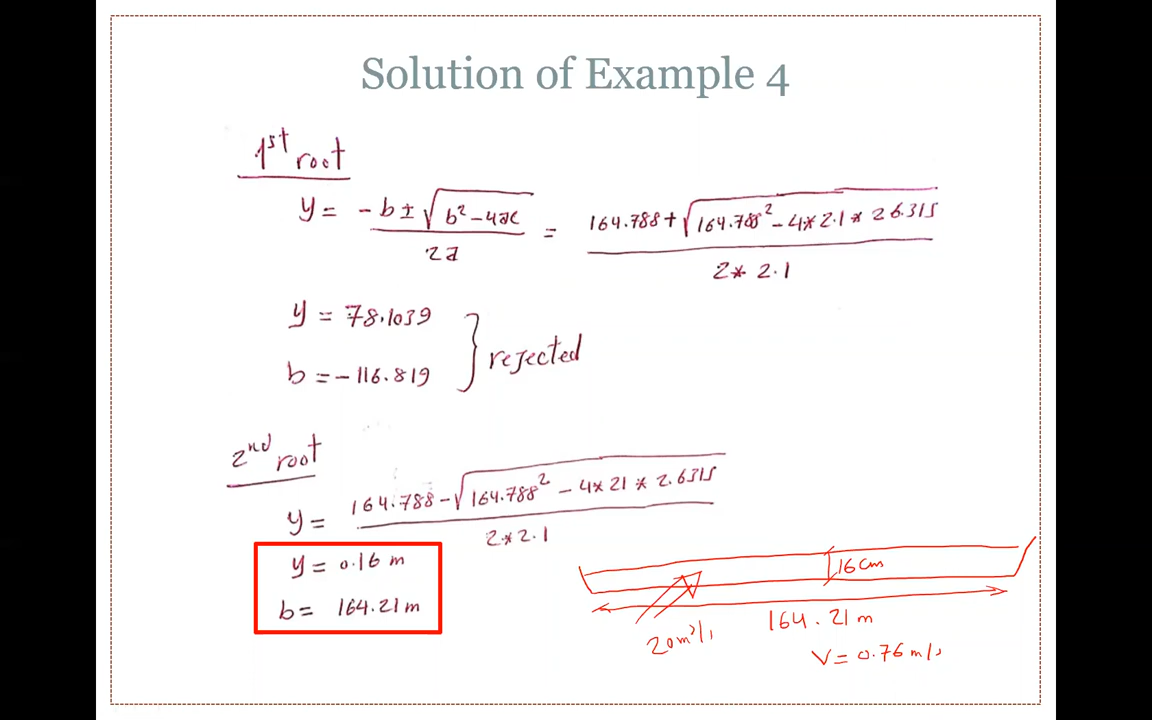 Solution of Example 4
1st root
y = -b ± √b² - 4ac / 2a = 164.788 + √164.788² - 4*2.1*26.315 / 2*2.1
y = 78.1039
b = -116.819 } rejected
2nd root
y = 164.788 - √164.788² - 4*21*2.6315 / 2*2.1
y = 0.16 m
b = 164.21 m
16 cm
164.21 m
20 m³/s
V = 0.76 m/s